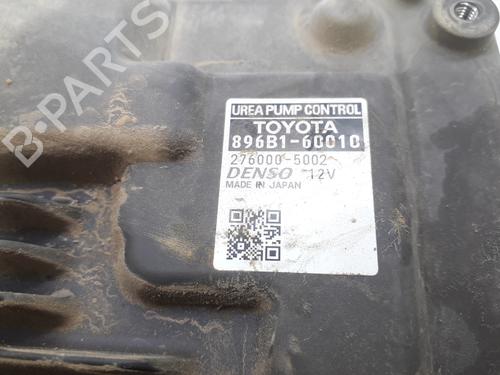 UREA PUMP CONTROL
TOYOTA
896B1-60010
276000-5002
DENSO 12V
MADE IN JAPAN
B PARTS